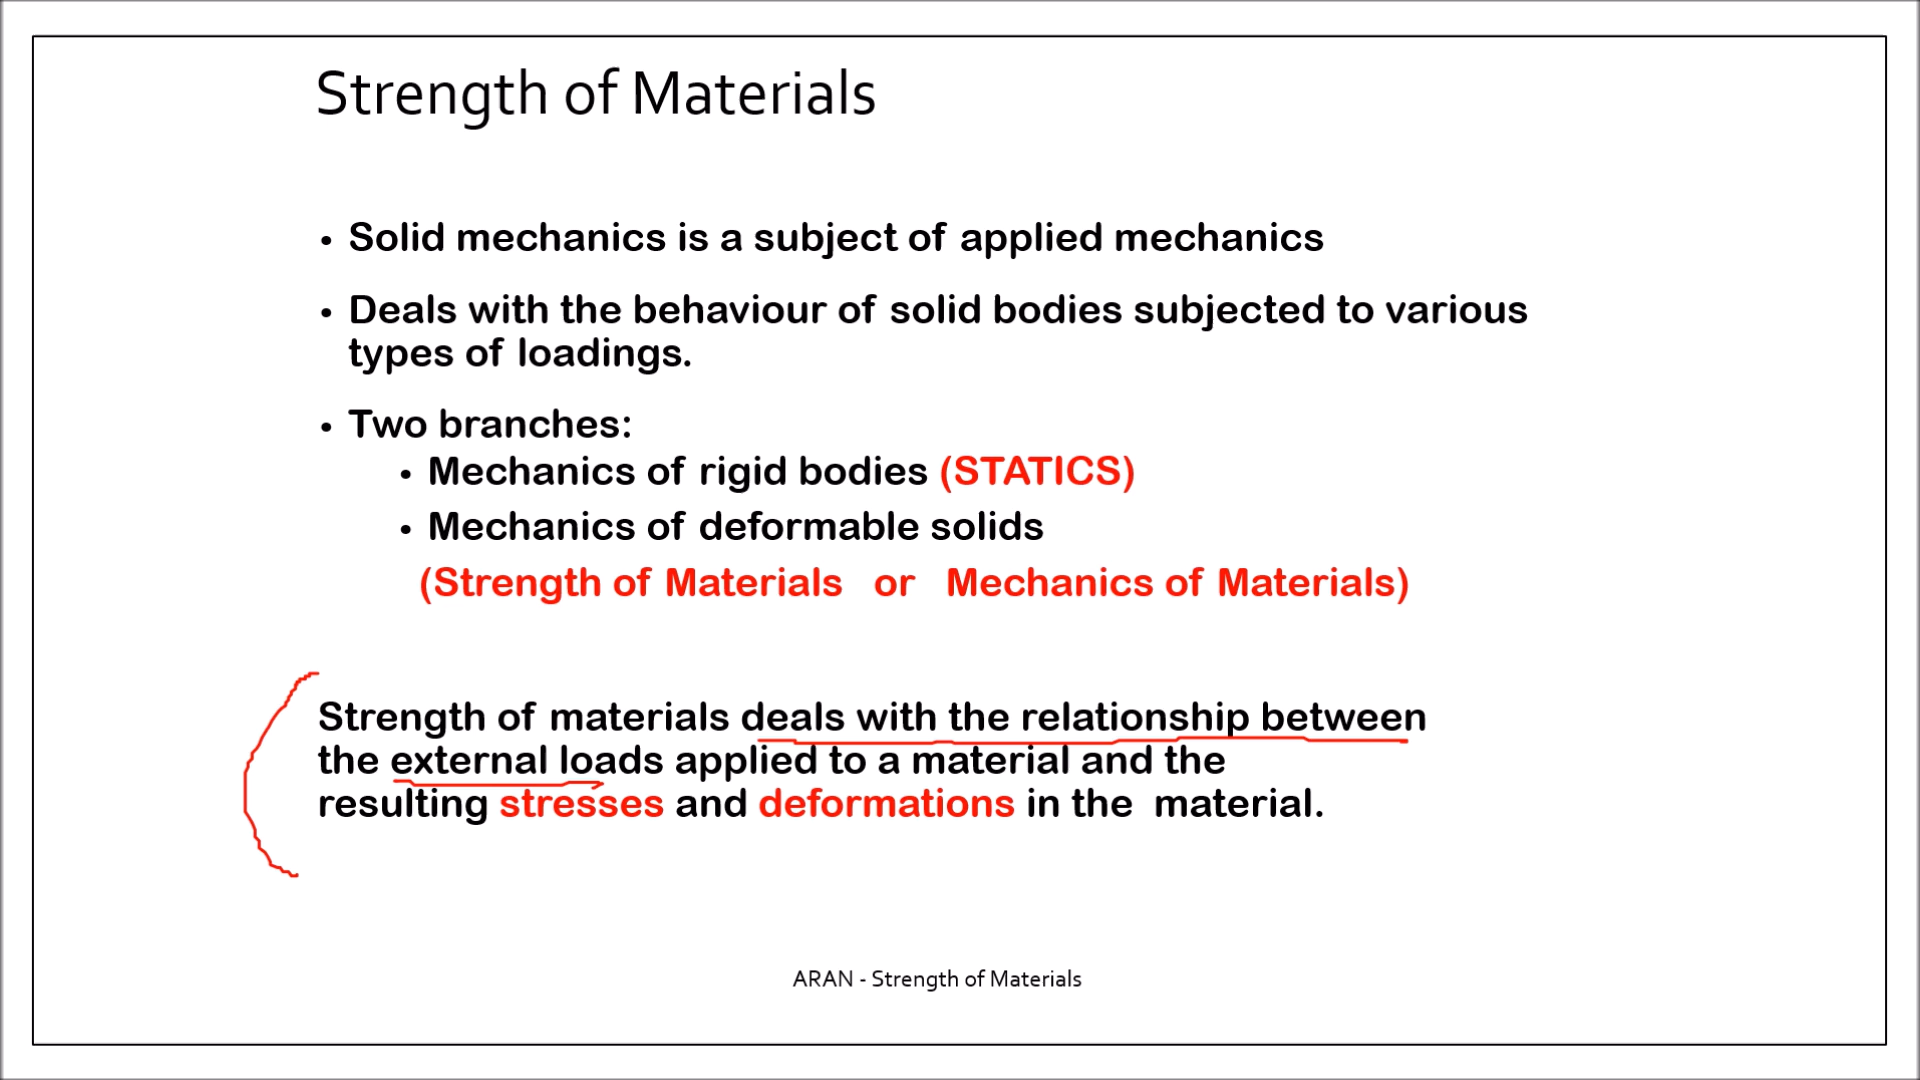 Strength of Materials
• Solid mechanics is a subject of applied mechanics
• Deals with the behaviour of solid bodies subjected to various
types of loadings.
• Two branches:
• Mechanics of rigid bodies (STATICS)
• Mechanics of deformable solids
(Strength of Materials or Mechanics of Materials)
Strength of materials deals with the relationship between
the external loads applied to a material and the
resulting stresses and deformations in the material.
ARAN - Strength of Materials